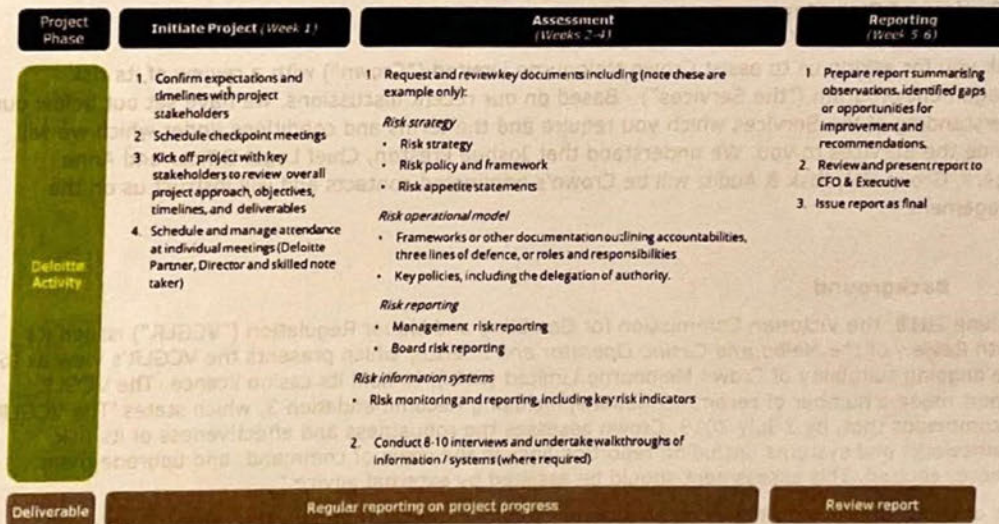 Project
Phase
Initiate Project (Week 1)
Assessment
(Weeks 2-4)
Reporting
(Week 5-6)
Deloitte
Activity
1. Confirm expectations and
timelines with project
stakeholders
2. Schedule checkpoint meetings
3. Kick off project with key
stakeholders to review overall
project approach, objectives,
timelines, and deliverables
4. Schedule and manage attendance
at individual meetings (Deloitte
Partner, Director and skilled note
taker)
1. Request and review key documents including (note these are
example only):
Risk strategy
• Risk strategy
• Risk policy and framework
• Risk appetite statements
Risk operational model
• Frameworks or other documentation outlining accountabilities,
three lines of defence, or roles and responsibilities
• Key policies, including the delegation of authority.
Risk reporting
• Management risk reporting
• Board risk reporting
Risk information systems
• Risk monitoring and reporting, including key risk indicators
2. Conduct 8-10 interviews and undertake walkthroughs of
information / systems (where required)
1. Prepare report summarising
observations, identified gaps
or opportunities for
improvement and
recommendations.
2. Review and present report to
CFO & Executive
3. Issue report as final
Deliverable
Regular reporting on project progress
Review report